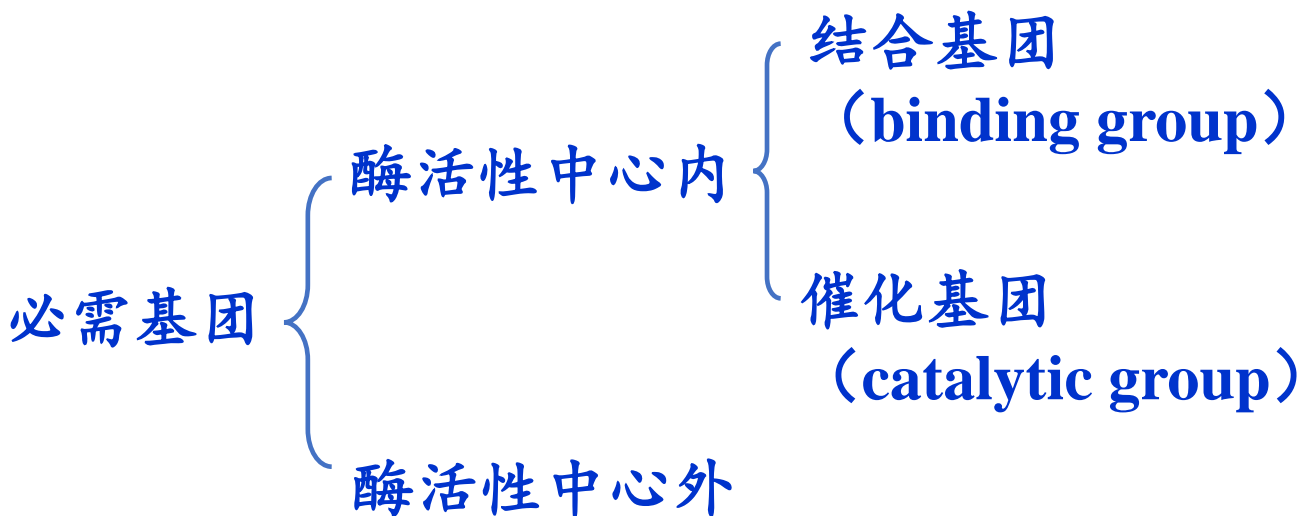 结合基团
（binding group）
酶活性中心内
必需基团
催化基团
（catalytic group）
酶活性中心外